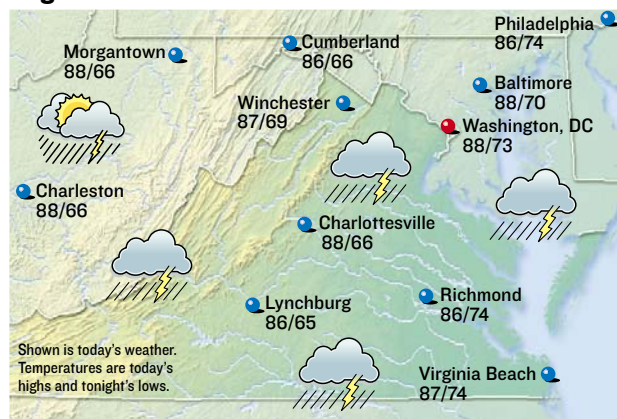 Philadelphia
86/74
Morgantown
88/66
Cumberland
86/66
Baltimore
88/70
Winchester
87/69
Washington, DC
88/73
Charleston
88/66
Charlottesville
88/66
Lynchburg
86/65
Richmond
86/74
Shown is today's weather.
Temperatures are today's
highs and tonight's lows.
Virginia Beach
87/74